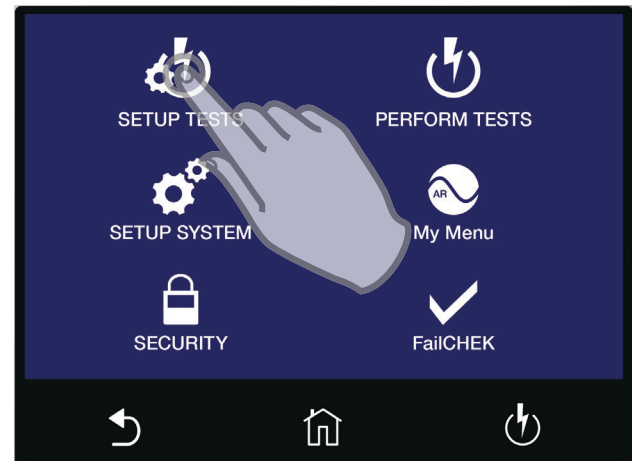 SETUP TESTS
PERFORM TESTS
SETUP SYSTEM
AR
My Menu
SECURITY
FailCHEK